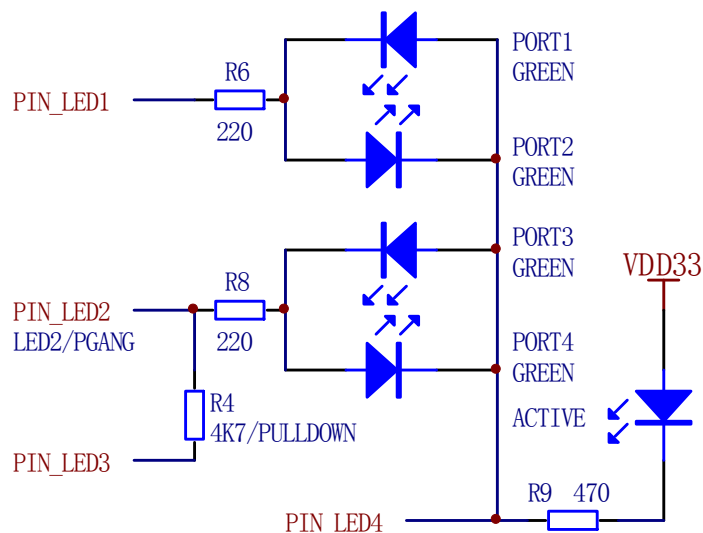 PORT1
GREEN
R6
PIN_LED1
220
PORT2
GREEN
PORT3
GREEN
VDD33
R8
PIN_LED2
LED2/PGANG
220
PORT4
GREEN
R4
4K7/PULLDOWN
ACTIVE
PIN_LED3
R9 470
PIN LED4